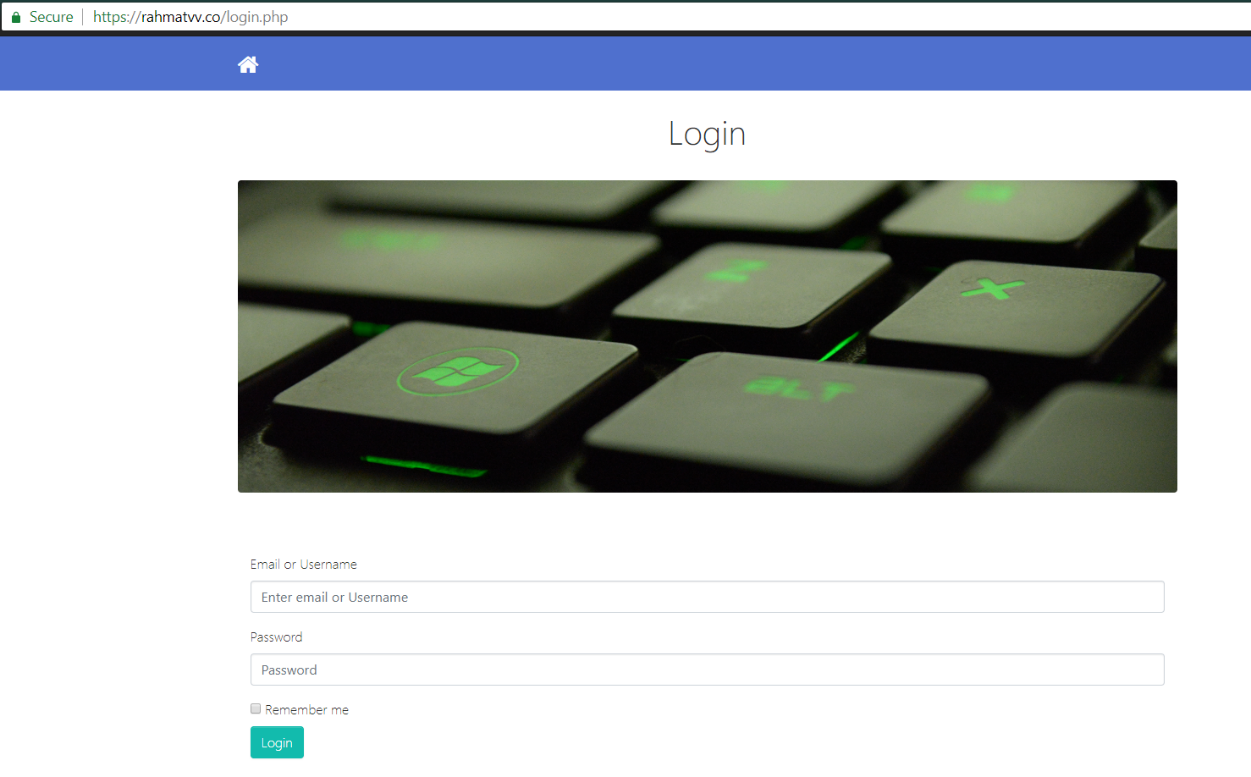 Secure https://rahmatvv.co/login.php
Login
Z
X
ALT
Email or Username
Enter email or Username
Password
Password
Remember me
Login